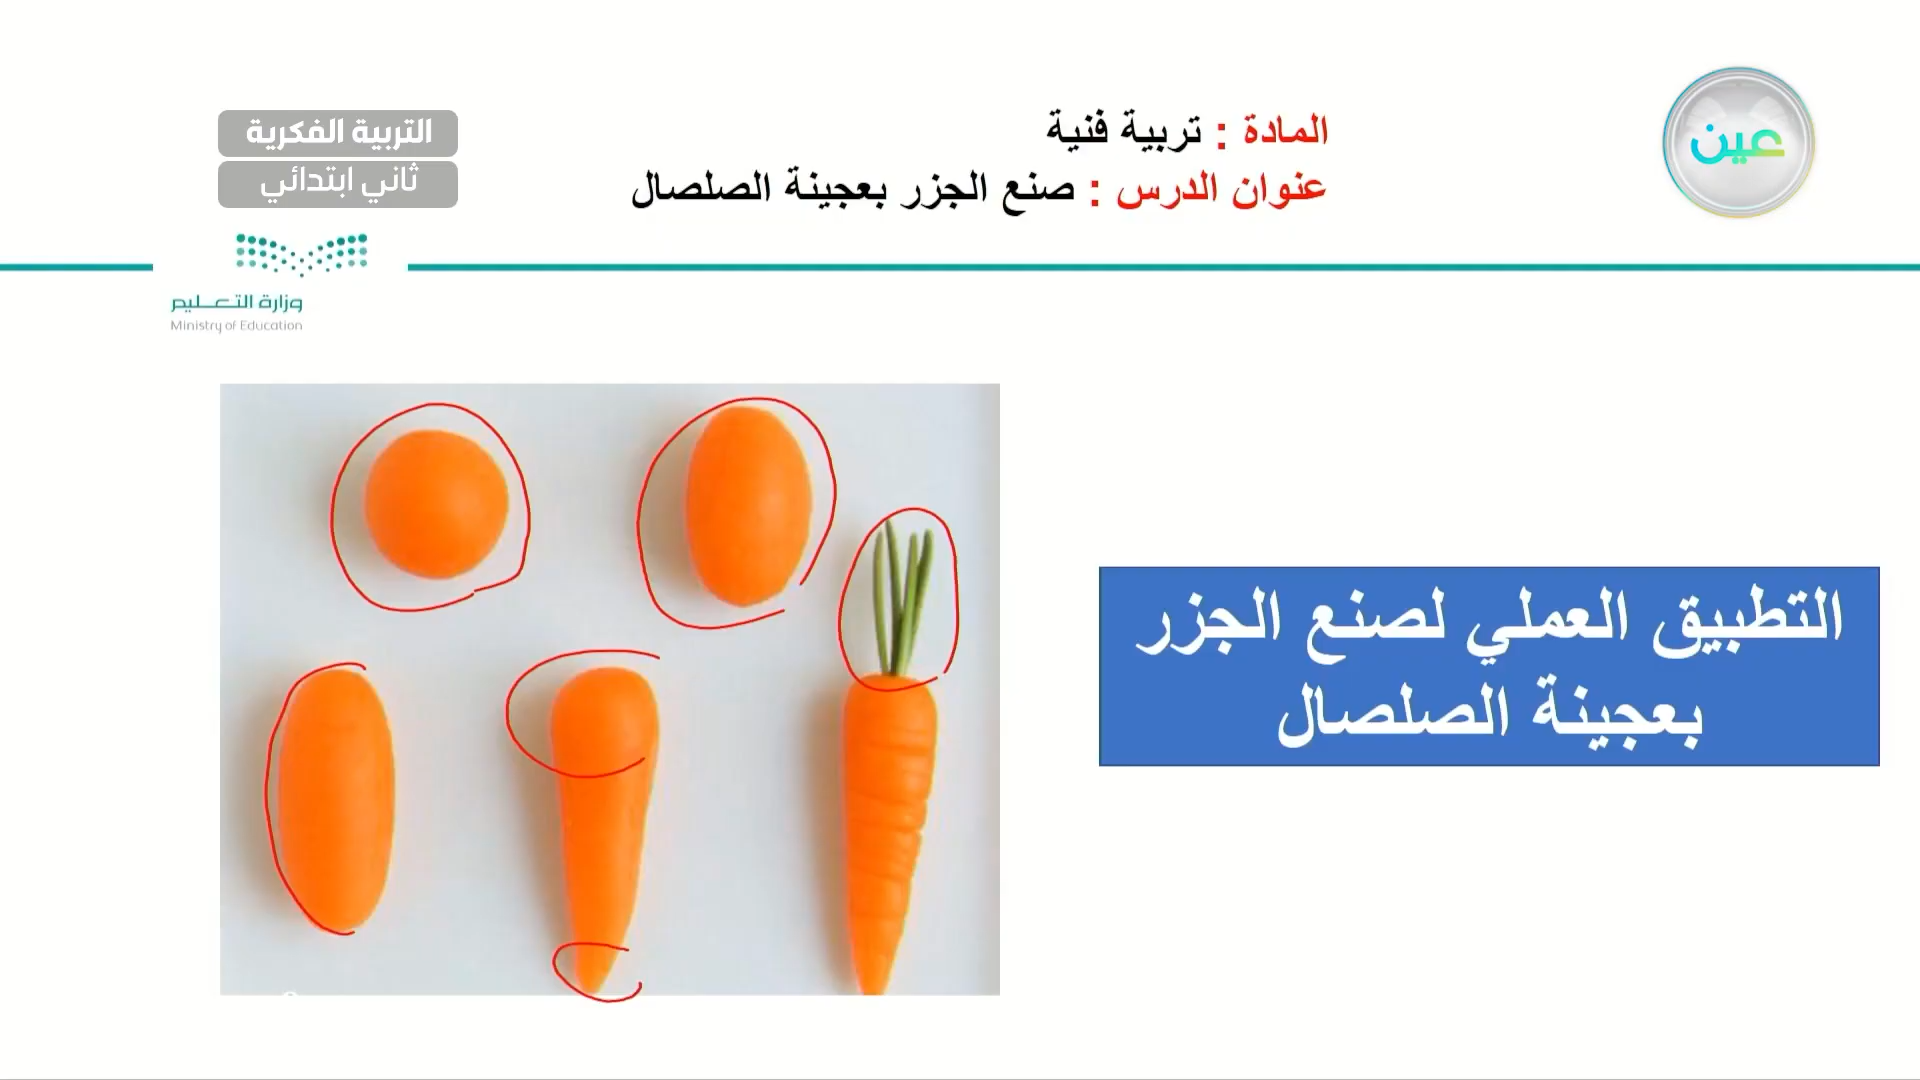 عين
المادة : تربية فنية
عنوان الدرس : صنع الجزر بعجينة الصلصال
التربية الفكرية
ثاني ابتدائي
وزارة التعليم
Ministry of Education
التطبيق العملي لصنع الجزر
بعجينة الصلصال